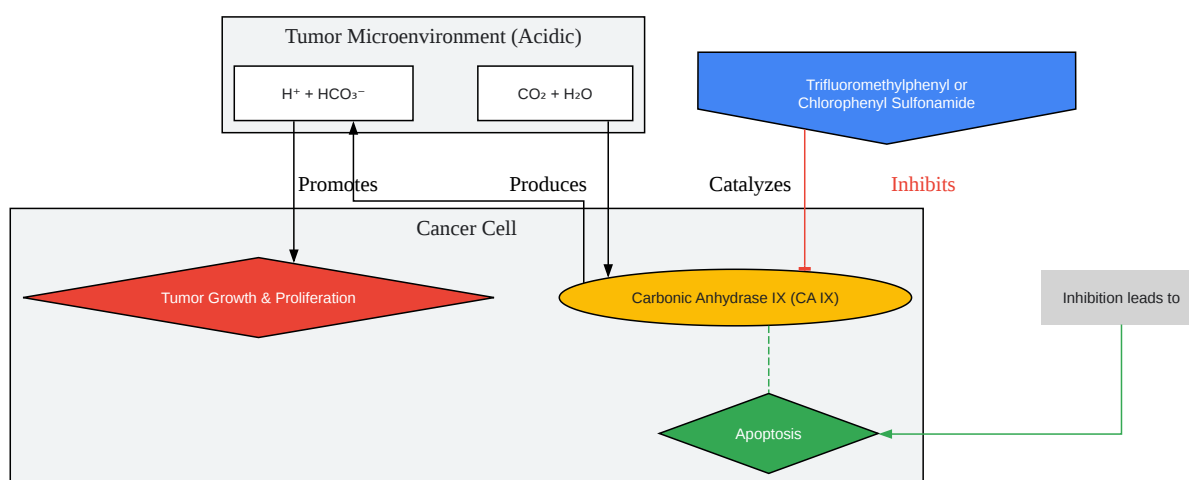 Tumor Microenvironment (Acidic)
H⁺ + HCO₃⁻
CO₂ + H₂O
Trifluoromethylphenyl or
Chlorophenyl Sulfonamide
Promotes
Produces
Catalyzes
Inhibits
Cancer Cell
Tumor Growth & Proliferation
Carbonic Anhydrase IX (CA IX)
Inhibition leads to
Apoptosis